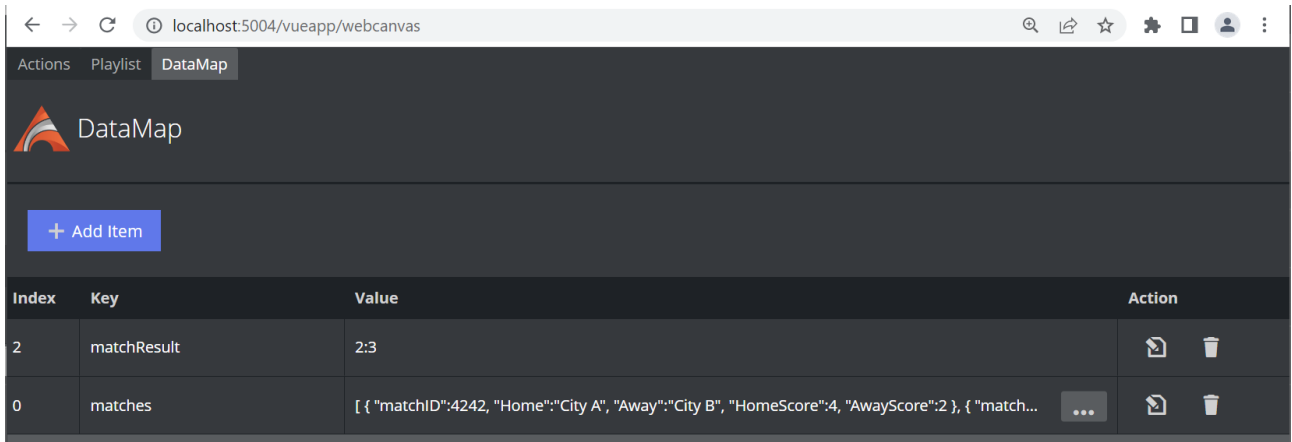 localhost:5004/vueapp/webcanvas
Actions Playlist DataMap
DataMap
+ Add Item
Index Key Value Action
2 matchResult 2:3
0 matches [ { "matchID":4242, "Home":"City A", "Away":"City B", "HomeScore":4, "AwayScore":2 }, { "match... ...